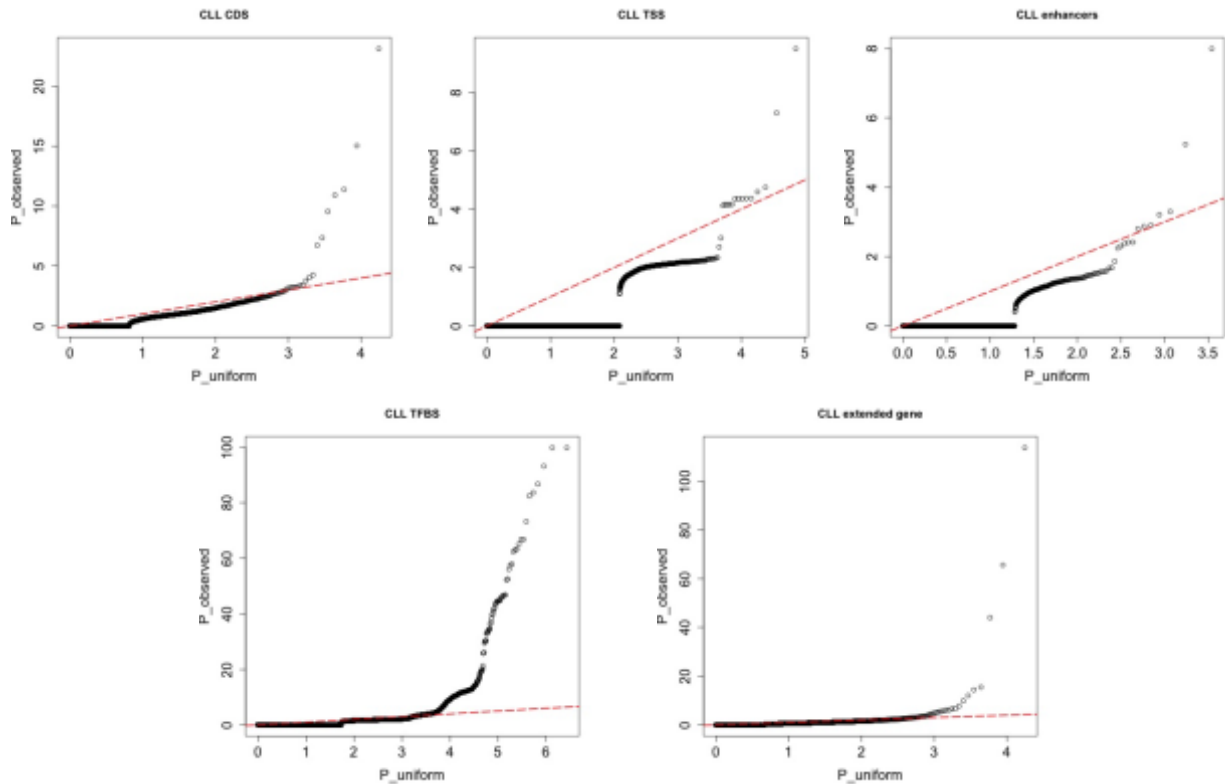 CLL CDS
P_observed
0 5 10 15 20
0 1 2 3 4
P_uniform
CLL TSS
P_observed
0 2 4 6 8
0 1 2 3 4 5
P_uniform
CLL enhancers
P_observed
0 2 4 6 8
0.0 0.5 1.0 1.5 2.0 2.5 3.0 3.5
P_uniform
CLL TFBS
P_observed
0 20 40 60 80 100
0 1 2 3 4 5 6
P_uniform
CLL extended gene
P_observed
0 20 40 60 80 100
0 1 2 3 4
P_uniform